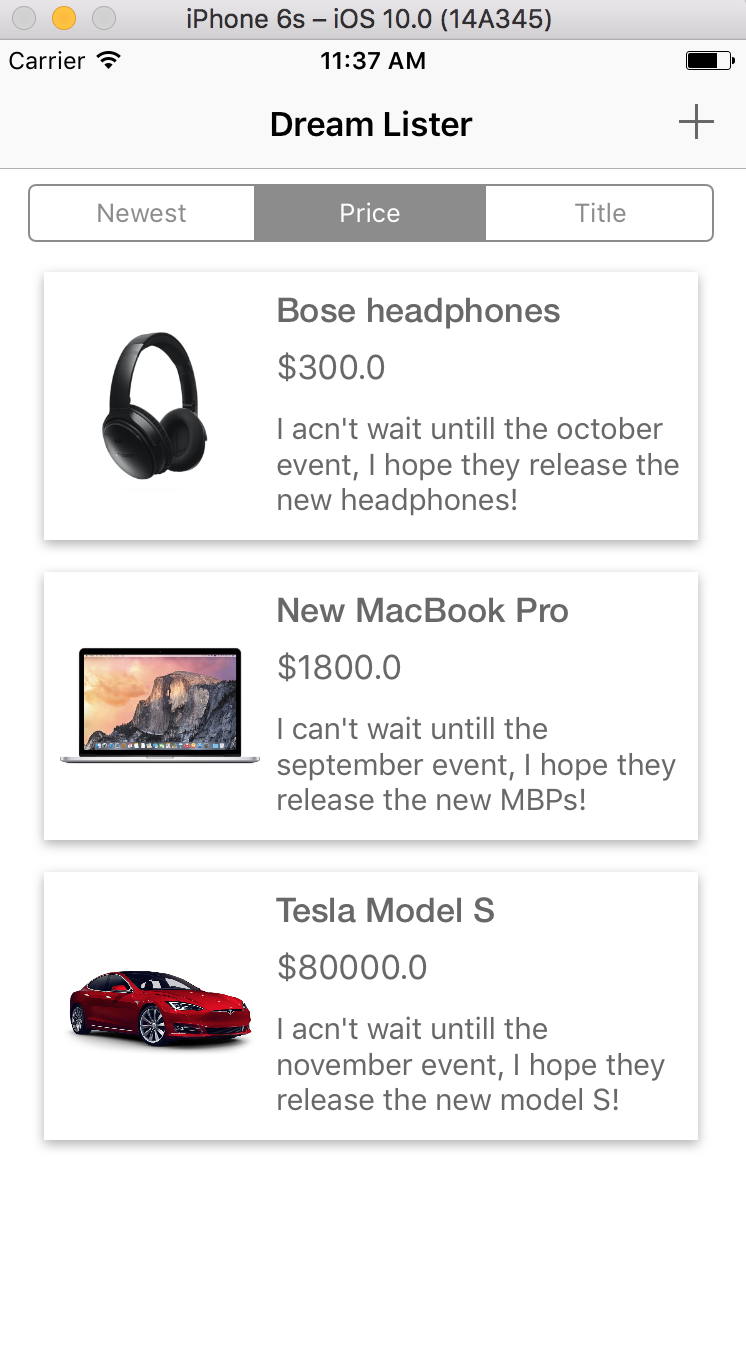 iPhone 6s – iOS 10.0 (14A345)
Carrier 11:37 AM
Dream Lister
Newest Price Title
Bose headphones
$300.0
I acn't wait untill the october
event, I hope they release the
new headphones!
New MacBook Pro
$1800.0
I can't wait untill the
september event, I hope they
release the new MBPs!
Tesla Model S
$80000.0
I acn't wait untill the
november event, I hope they
release the new model S!